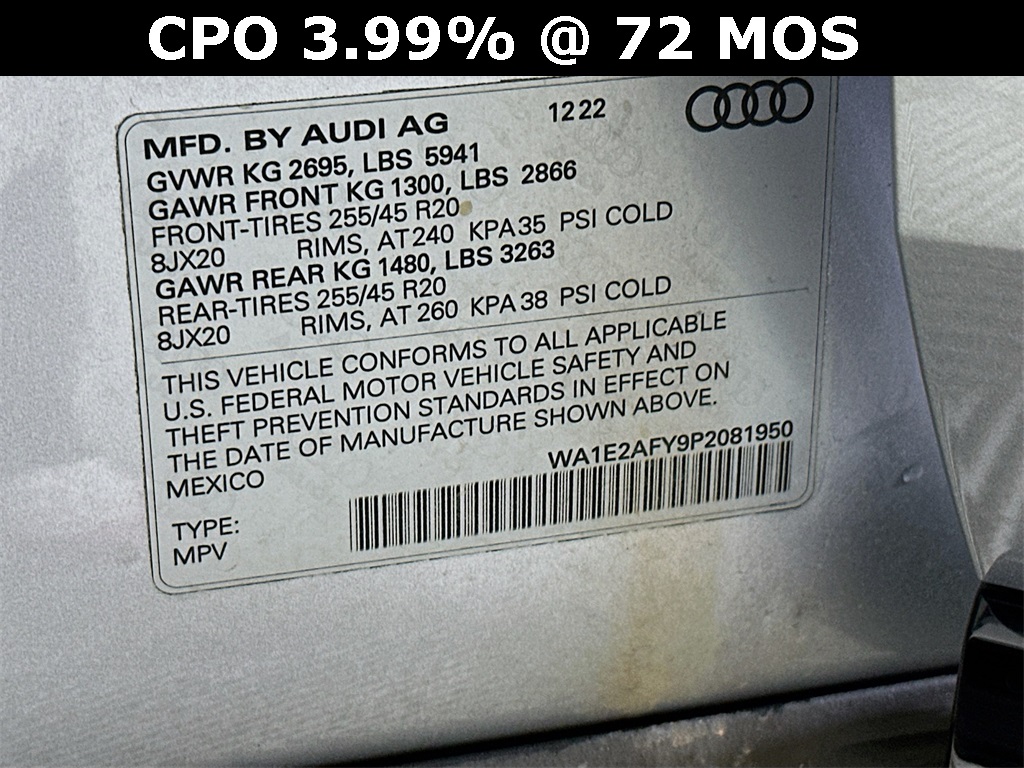 CPO 3.99% @ 72 MOS
MFD. BY AUDI AG 1222
GVWR KG 2695, LBS 5941
GAWR FRONT KG 1300, LBS 2866
FRONT-TIRES 255/45 R20
8JX20 RIMS, AT 240 KPA 35 PSI COLD
GAWR REAR KG 1480, LBS 3263
REAR-TIRES 255/45 R20
8JX20 RIMS, AT 260 KPA 38 PSI COLD
THIS VEHICLE CONFORMS TO ALL APPLICABLE
U.S. FEDERAL MOTOR VEHICLE SAFETY AND
THEFT PREVENTION STANDARDS IN EFFECT ON
THE DATE OF MANUFACTURE SHOWN ABOVE.
MEXICO WA1E2AFY9P2081950
TYPE:
MPV